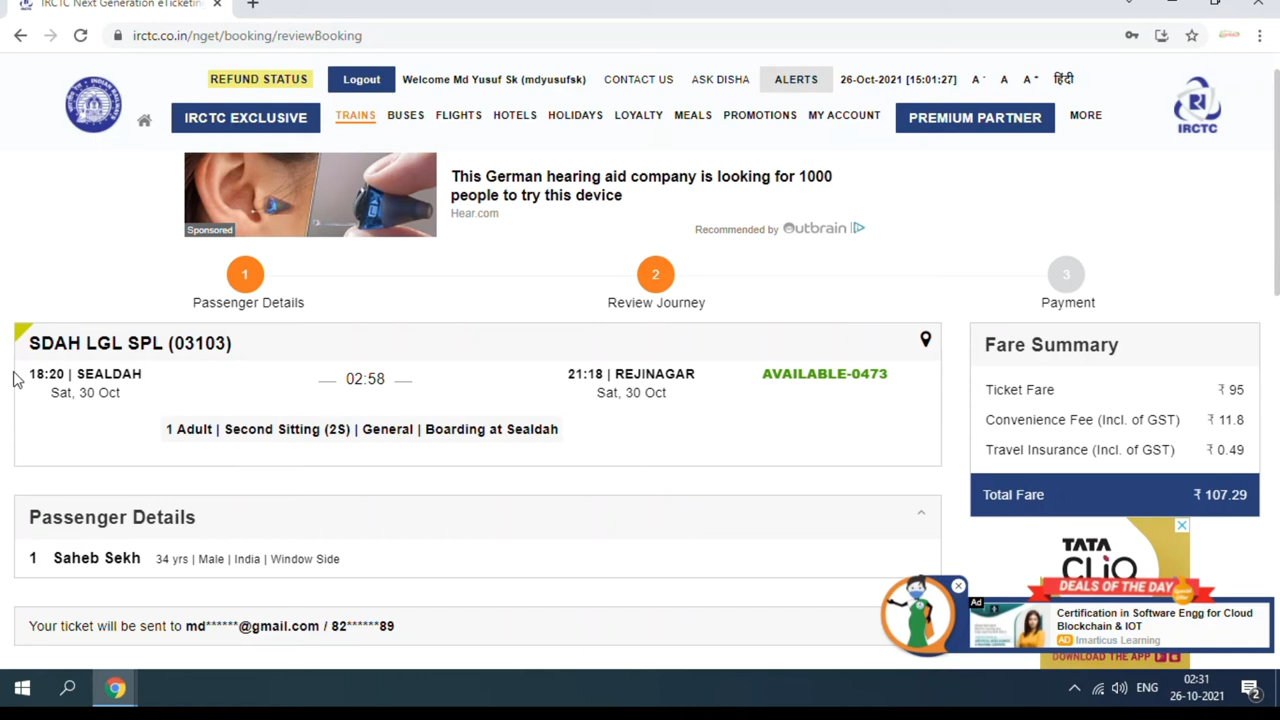 IRCTC Next Generation eTicketing
irctc.co.in/nget/booking/reviewBooking
REFUND STATUS
Logout
Welcome Md Yusuf Sk (mdyusufsk)
CONTACT US
ASK DISHA
ALERTS
26-Oct-2021 [15:01:27]
A-
A
A+
हिंदी
IRCTC EXCLUSIVE
TRAINS
BUSES
FLIGHTS
HOTELS
HOLIDAYS
LOYALTY
MEALS
PROMOTIONS
MY ACCOUNT
PREMIUM PARTNER
MORE
IRCTC
This German hearing aid company is looking for 1000
people to try this device
Hear.com
Sponsored
Recommended by Outbrain
1
2
3
Passenger Details
Review Journey
Payment
SDAH LGL SPL (03103)
18:20 | SEALDAH
02:58
21:18 | REJINAGAR
AVAILABLE-0473
Sat, 30 Oct
Sat, 30 Oct
1 Adult | Second Sitting (2S) | General | Boarding at Sealdah
Fare Summary
Ticket Fare ₹ 95
Convenience Fee (Incl. of GST) ₹ 11.8
Travel Insurance (Incl. of GST) ₹ 0.49
Total Fare ₹ 107.29
Passenger Details
1 Saheb Sekh 34 yrs | Male | India | Window Side
Your ticket will be sent to md******@gmail.com / 82******89
TATA
CLiQ
DEALS OF THE DAY
Ad
Certification in Software Engg for Cloud
Blockchain & IOT
AD Imarticus Learning
DOWNLOAD THE APP
ENG
02:31
26-10-2021
2